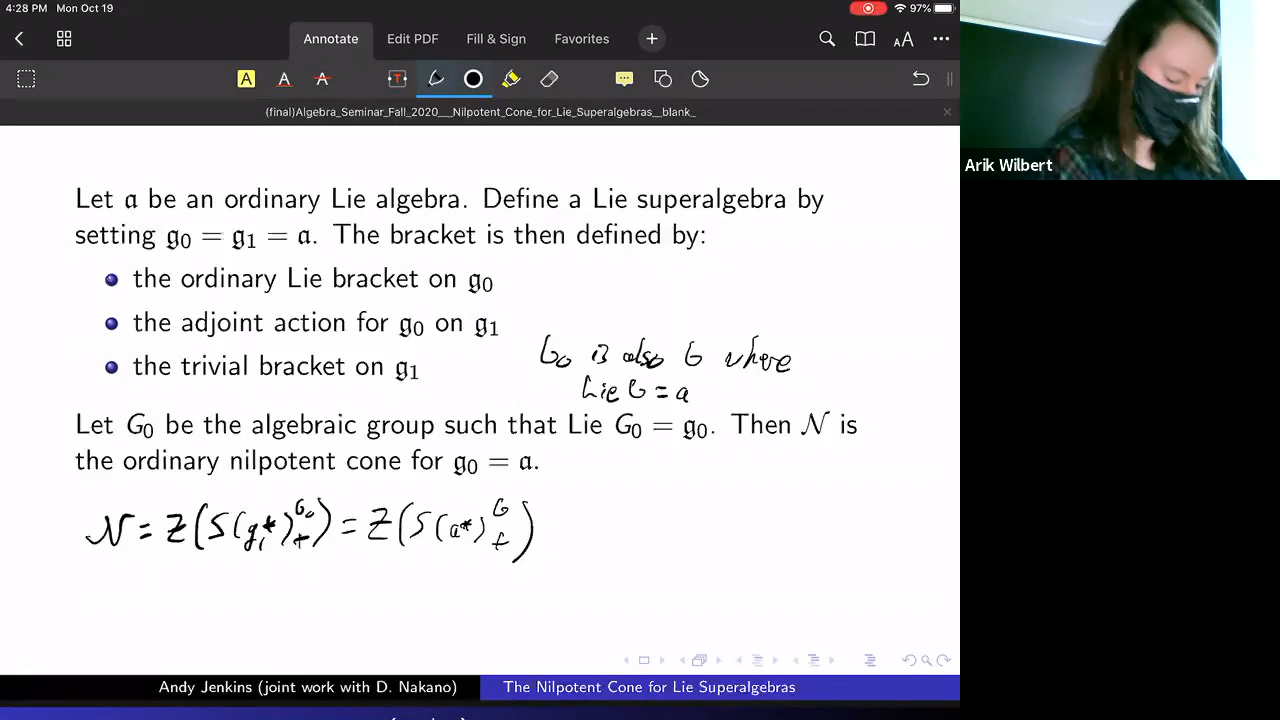 4:28 PM Mon Oct 19
97%
Annotate Edit PDF Fill & Sign Favorites
(final)Algebra_Seminar_Fall_2020___Nilpotent_Cone_for_Lie_Superalgebras__blank_
Arik Wilbert
Let 𝔞 be an ordinary Lie algebra. Define a Lie superalgebra by
setting 𝔤₀ = 𝔤₁ = 𝔞. The bracket is then defined by:
the ordinary Lie bracket on 𝔤₀
the adjoint action for 𝔤₀ on 𝔤₁
the trivial bracket on 𝔤₁
G₀ is also G where
Lie G = a
Let G₀ be the algebraic group such that Lie G₀ = 𝔤₀. Then 𝒩 is
the ordinary nilpotent cone for 𝔤₀ = 𝔞.
𝒩 = Z(S(g₁*)₊^G₀) = Z(S(a*)₊^G)
Andy Jenkins (joint work with D. Nakano)
The Nilpotent Cone for Lie Superalgebras